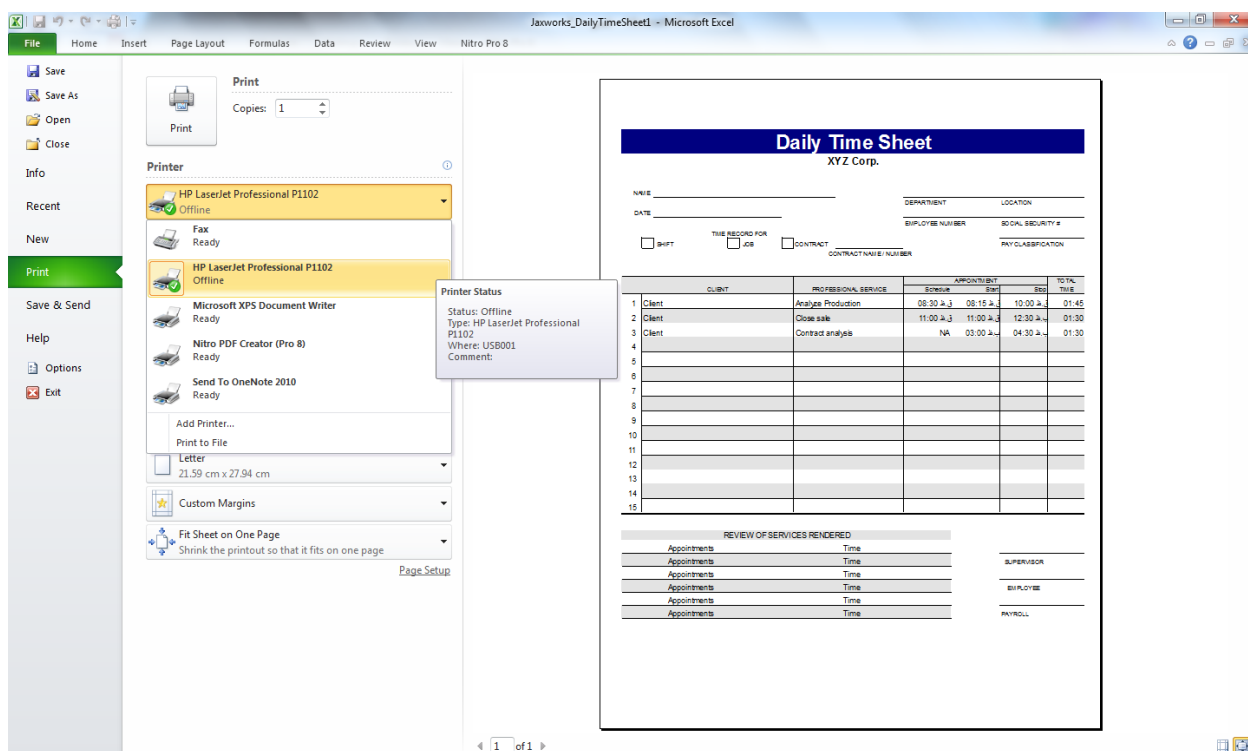 Jaxworks_DailyTimeSheet1 - Microsoft Excel
File Home Insert Page Layout Formulas Data Review View Nitro Pro 8
Save
Save As
Open
Close
Info
Recent
New
Print
Save & Send
Help
Options
Exit
Print
Copies: 1
Print
Printer
HP LaserJet Professional P1102
Offline
Fax
Ready
HP LaserJet Professional P1102
Offline
Microsoft XPS Document Writer
Ready
Nitro PDF Creator (Pro 8)
Ready
Send To OneNote 2010
Ready
Add Printer...
Print to File
Letter
21.59 cm x 27.94 cm
Custom Margins
Fit Sheet on One Page
Shrink the printout so that it fits on one page
Page Setup
Printer Status
Status: Offline
Type: HP LaserJet Professional
P1102
Where: USB001
Comment:
Daily Time Sheet
XYZ Corp.
NAME
DEPARTMENT LOCATION
DATE
EMPLOYEE NUMBER SOCIAL SECURITY #
TIME RECORD FOR
SHIFT JOB CONTRACT PAY CLASSIFICATION
CONTRACT NAME / NUMBER
APPOINTMENT TOTAL
CLIENT PROFESSIONAL SERVICE Schedule Start Stop TIME
1 Client Analyze Production 08:30 ق.ظ 08:15 ق.ظ 10:00 ق.ظ 01:45
2 Client Close sale 11:00 ق.ظ 11:00 ق.ظ 12:30 ب.ظ 01:30
3 Client Contract analysis NA 03:00 ب.ظ 04:30 ب.ظ 01:30
4
5
6
7
8
9
10
11
12
13
14
15
REVIEW OF SERVICES RENDERED
Appointments Time
Appointments Time
SUPERVISOR
Appointments Time
Appointments Time
EMPLOYEE
Appointments Time
Appointments Time
PAYROLL
1 of 1